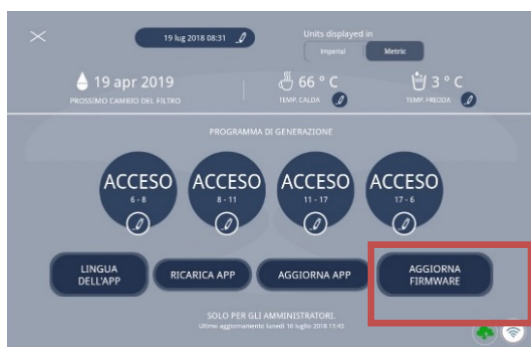 19 lug 2018 08:31
Units displayed in
Imperial
Metric
19 apr 2019
PROSSIMO CAMBIO DEL FILTRO
66 ° C
TEMP. CALDA
3 ° C
TEMP. FREDDA
PROGRAMMA DI GENERAZIONE
ACCESO
6 - 8
ACCESO
8 - 11
ACCESO
11 - 17
ACCESO
17 - 6
LINGUA
DELL'APP
RICARICA APP
AGGIORNA APP
AGGIORNA
FIRMWARE
SOLO PER GLI AMMINISTRATORI.
Ultimo aggiornamento lunedì 16 luglio 2018 11:43